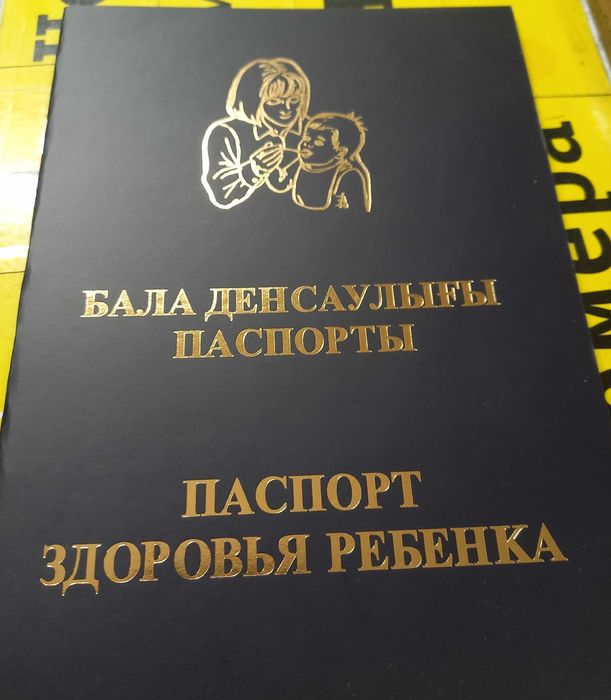 БАЛА ДЕНСАУЛЫҒЫ
ПАСПОРТЫ
ПАСПОРТ
ЗДОРОВЬЯ РЕБЕНКА